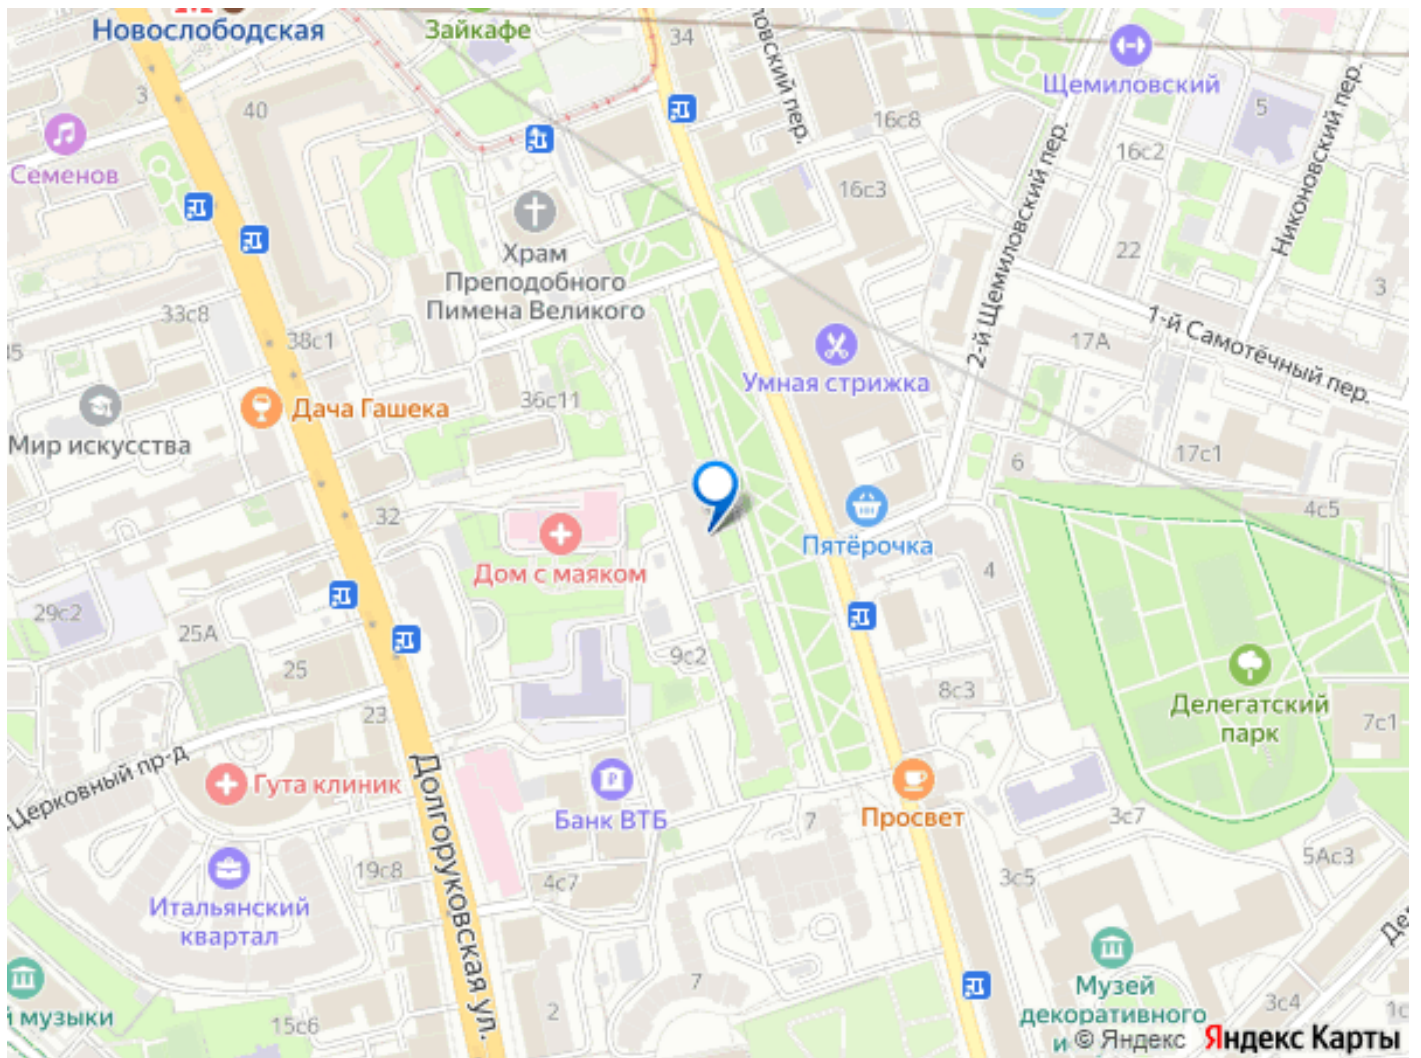 Новослободская
Зайкафе
34
ловский пер.
Щемиловский
3
40
Семенов
16с8
5
16с2
Никоновский пер.
2-й Щемиловский пер.
16с3
22
Храм
Преподобного
Пимена Великого
3
33с8
38с1
1-й Самотёчный пер.
17А
Умная стрижка
36с11
Дача Гашека
Мир искусства
17с1
6
4с5
32
Пятёрочка
Дом с маяком
4
29с2
25А
25
9с2
8с3
Делегатский
парк
7с1
23
Церковный пр-д
Гута клиник
Долгоруковская ул.
Банк ВТБ
7
Просвет
3с7
5Ас3
19с8
4с7
3с5
Итальянский
квартал
Де
7
Музей
декоративного
и
й музыки
15с6
2
3с4
1с
© Яндекс
Яндекс Карты